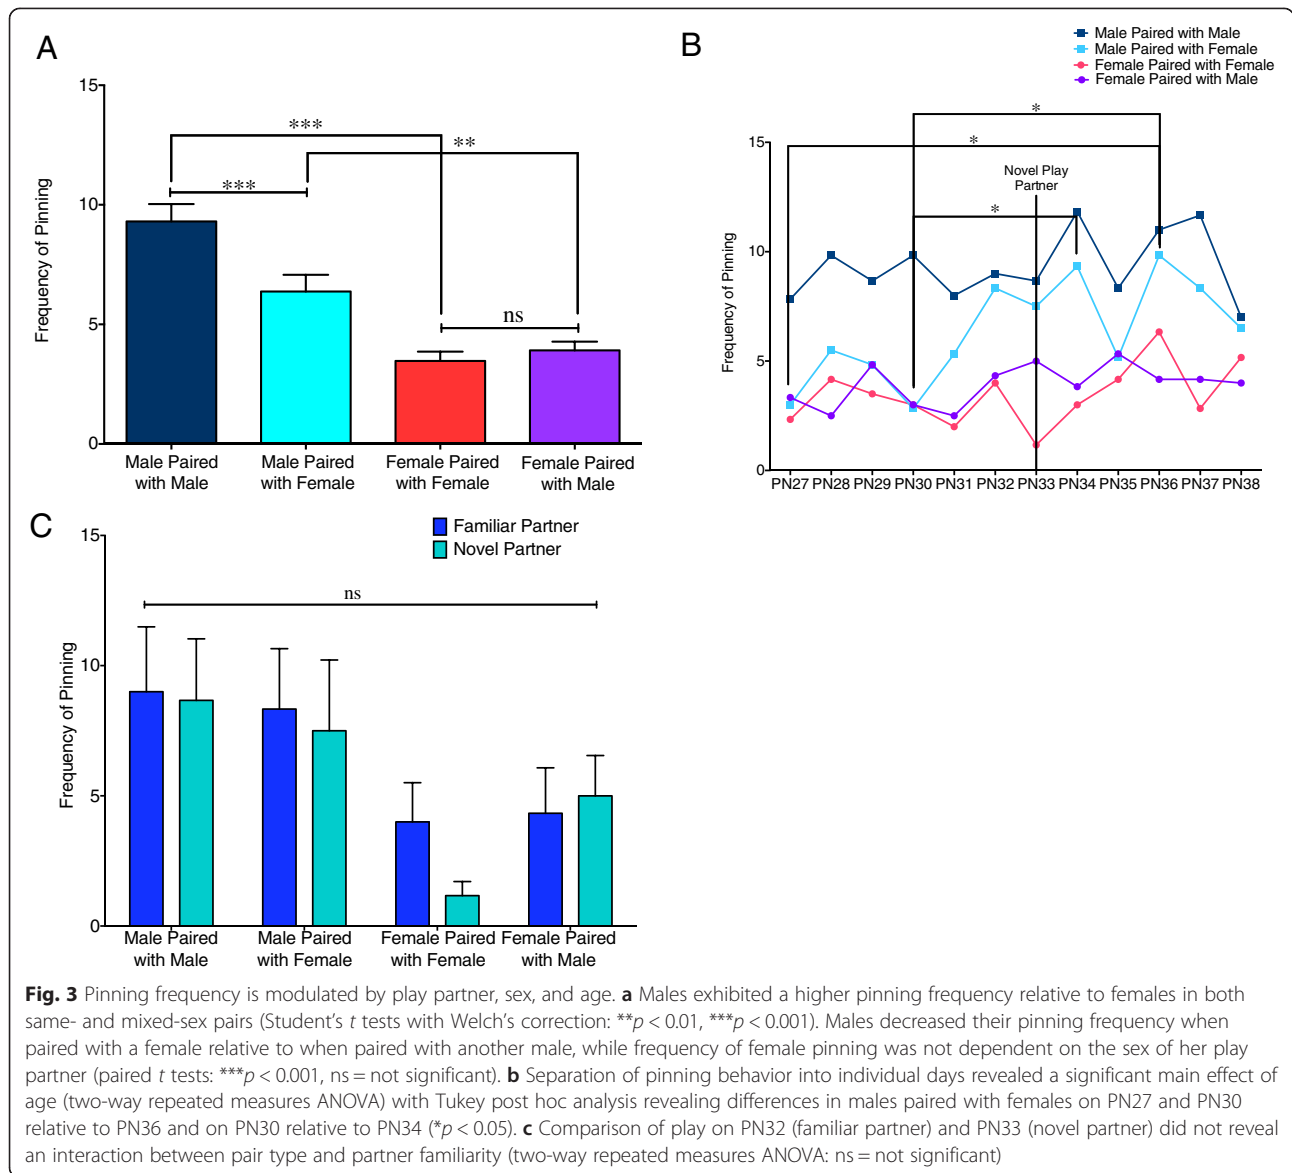 A
15
10
5
0
Frequency of Pinning
***
**
***
ns
Male Paired with Male
Male Paired with Female
Female Paired with Female
Female Paired with Male
B
Male Paired with Male
Male Paired with Female
Female Paired with Female
Female Paired with Male
*
*
*
Novel Play
Partner
15
10
5
0
Frequency of Pinning
PN27 PN28 PN29 PN30 PN31 PN32 PN33 PN34 PN35 PN36 PN37 PN38
C
Familiar Partner
Novel Partner
15
10
5
0
Frequency of Pinning
ns
Male Paired with Male
Male Paired with Female
Female Paired with Female
Female Paired with Male
Fig. 3 Pinning frequency is modulated by play partner, sex, and age. a Males exhibited a higher pinning frequency relative to females in both
same- and mixed-sex pairs (Student's t tests with Welch's correction: **p < 0.01, ***p < 0.001). Males decreased their pinning frequency when
paired with a female relative to when paired with another male, while frequency of female pinning was not dependent on the sex of her play
partner (paired t tests: ***p < 0.001, ns = not significant). b Separation of pinning behavior into individual days revealed a significant main effect of
age (two-way repeated measures ANOVA) with Tukey post hoc analysis revealing differences in males paired with females on PN27 and PN30
relative to PN36 and on PN30 relative to PN34 (*p < 0.05). c Comparison of play on PN32 (familiar partner) and PN33 (novel partner) did not reveal
an interaction between pair type and partner familiarity (two-way repeated measures ANOVA: ns = not significant)